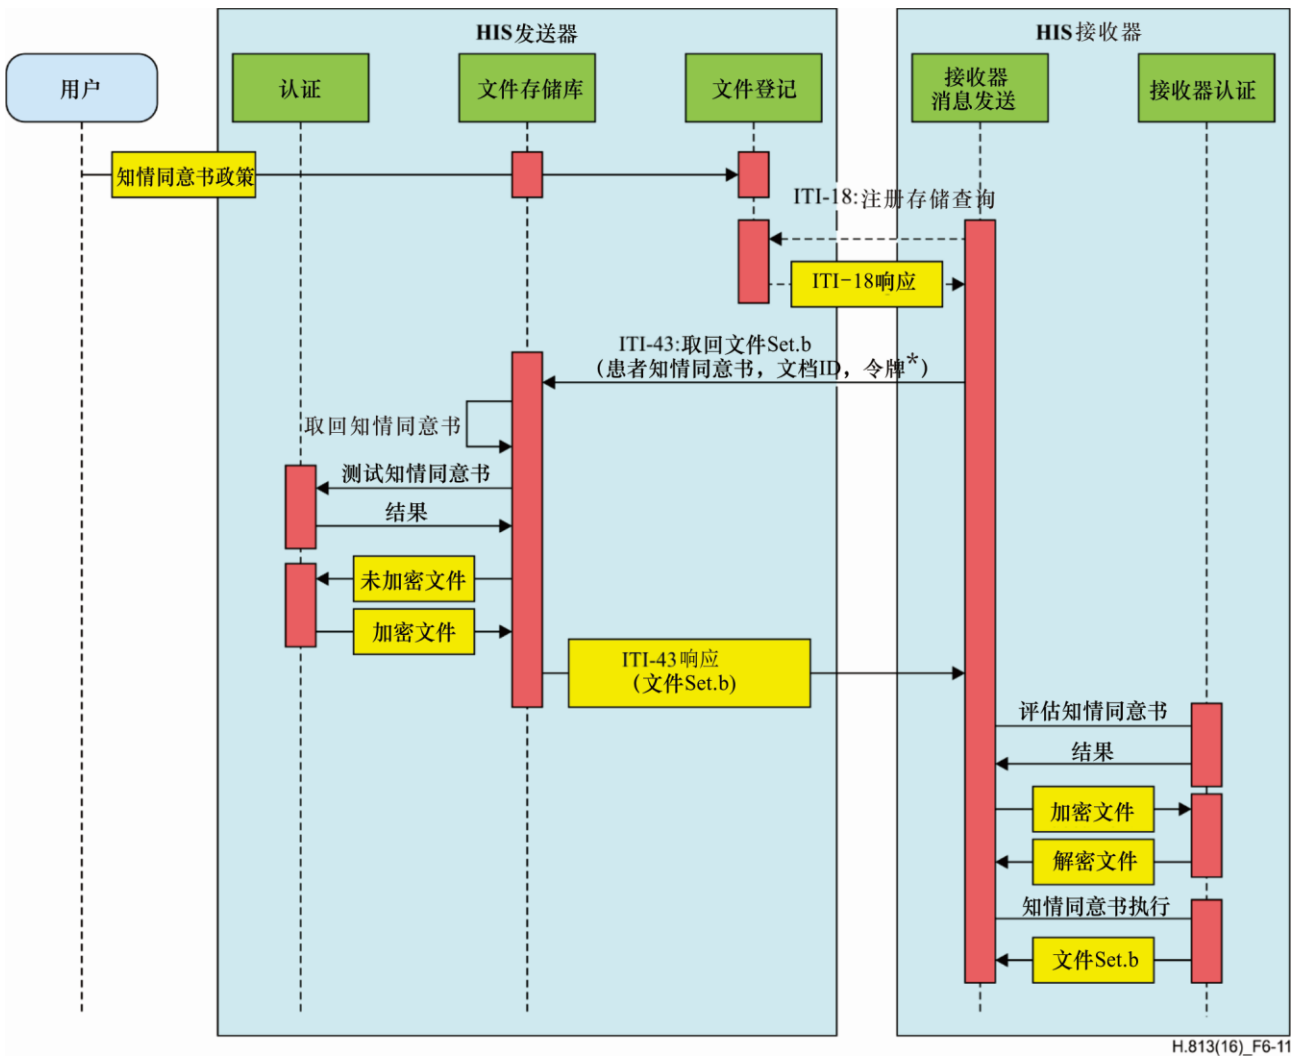 HIS发送器
HIS接收器
用户
认证
文件存储库
文件登记
接收器
消息发送
接收器认证
知情同意书政策
ITI-18:注册存储查询
ITI-18响应
ITI-43:取回文件Set.b
(患者知情同意书，文档ID，令牌*)
取回知情同意书
测试知情同意书
结果
未加密文件
加密文件
ITI-43响应
(文件Set.b)
评估知情同意书
结果
加密文件
解密文件
知情同意书执行
文件Set.b
H.813(16)_F6-11